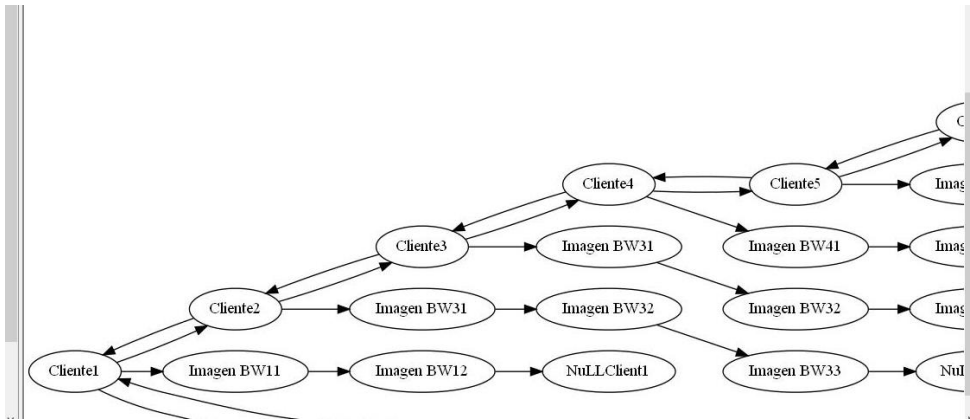 Cliente4
Cliente5
Cliente3
Imagen BW31
Imagen BW41
Cliente2
Imagen BW31
Imagen BW32
Imagen BW32
Cliente1
Imagen BW11
Imagen BW12
NuLLClient1
Imagen BW33